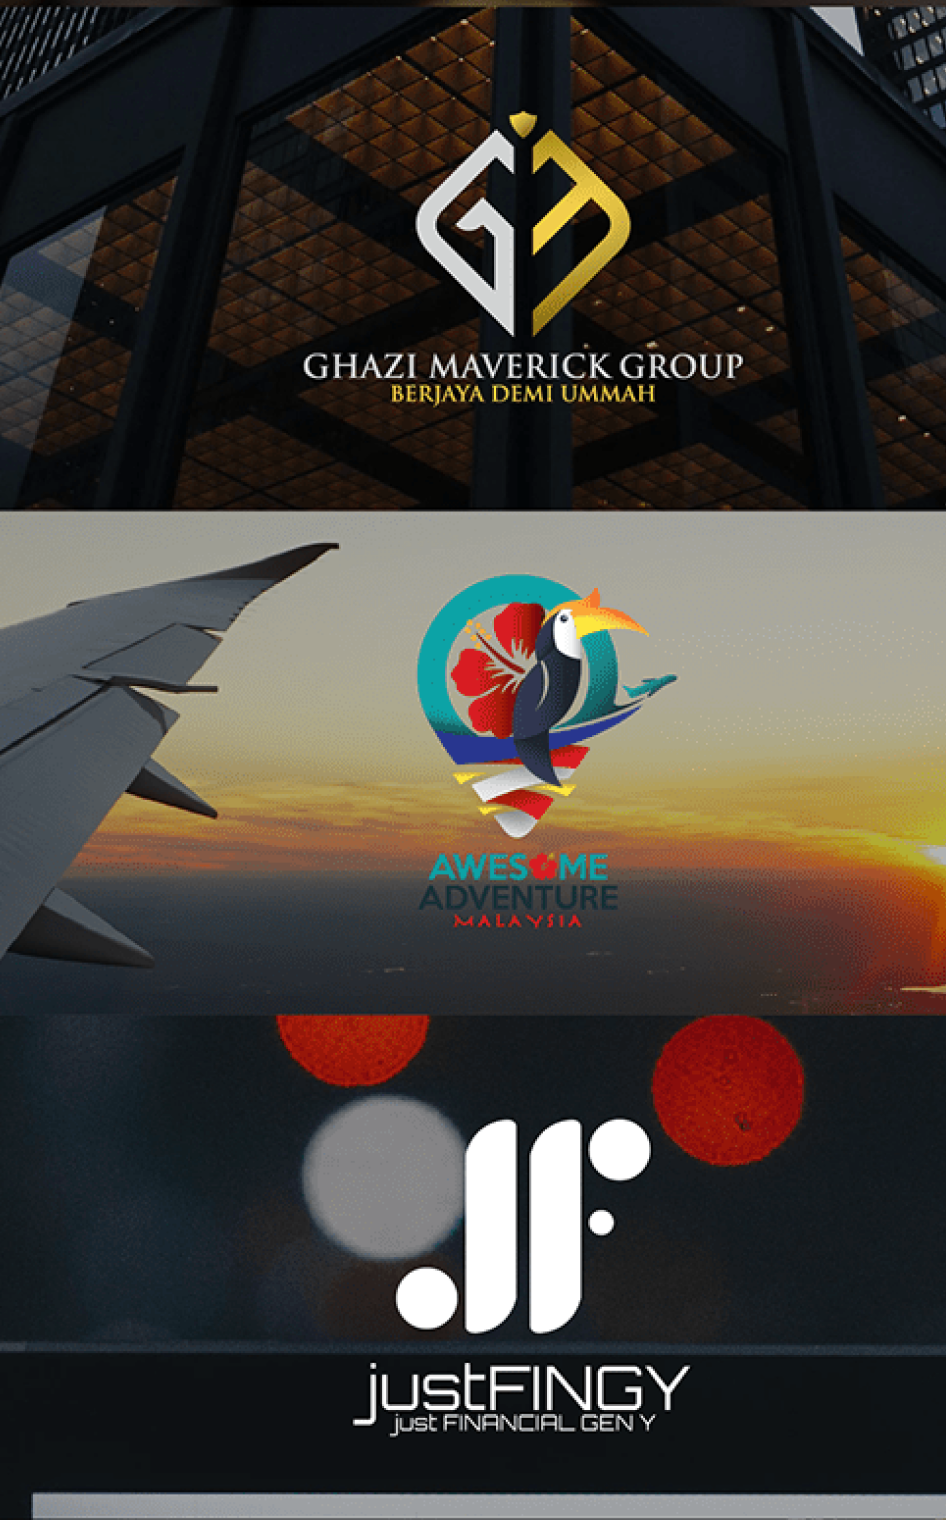 GHAZI MAVERICK GROUP
BERJAYA DEMI UMMAH
AWESOME
ADVENTURE
MALAYSIA
justFINGY
just FINANCIAL GEN Y